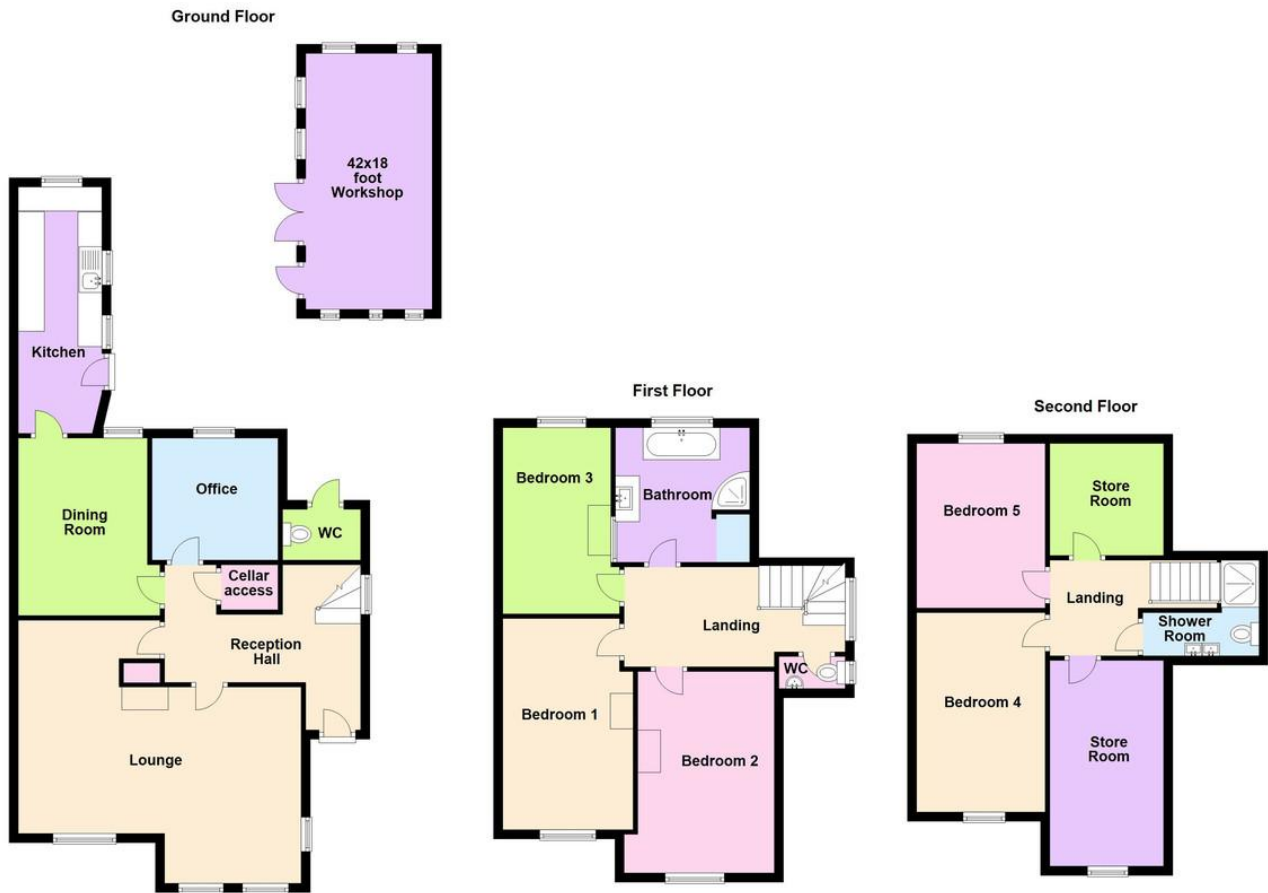 Ground Floor
42x18
foot
Workshop
Kitchen
Dining
Room
Office
WC
Cellar
access
Reception
Hall
Lounge
First Floor
Bedroom 3
Bathroom
Landing
WC
Bedroom 1
Bedroom 2
Second Floor
Bedroom 5
Store
Room
Landing
Shower
Room
Bedroom 4
Store
Room